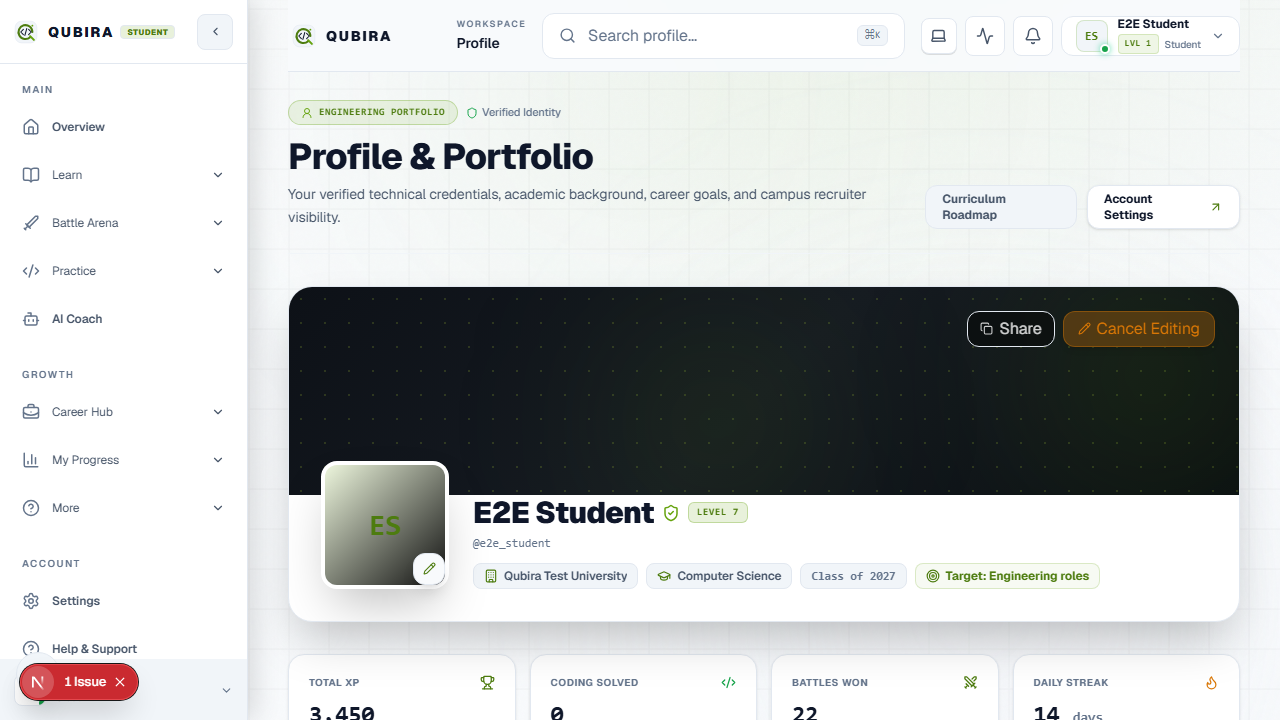 QUBIRA STUDENT
MAIN
Overview
Learn
Battle Arena
Practice
AI Coach
GROWTH
Career Hub
My Progress
More
ACCOUNT
Settings
Help & Support
N 1 Issue
QUBIRA
WORKSPACE
Profile
Search profile...
⌘K
ES
E2E Student
LVL 1 Student
ENGINEERING PORTFOLIO
Verified Identity
Profile & Portfolio
Your verified technical credentials, academic background, career goals, and campus recruiter
visibility.
Curriculum
Roadmap
Account
Settings
Share
Cancel Editing
ES
E2E Student
LEVEL 7
@e2e_student
Qubira Test University
Computer Science
Class of 2027
Target: Engineering roles
TOTAL XP
3,450
CODING SOLVED
0
BATTLES WON
22
DAILY STREAK
14 days